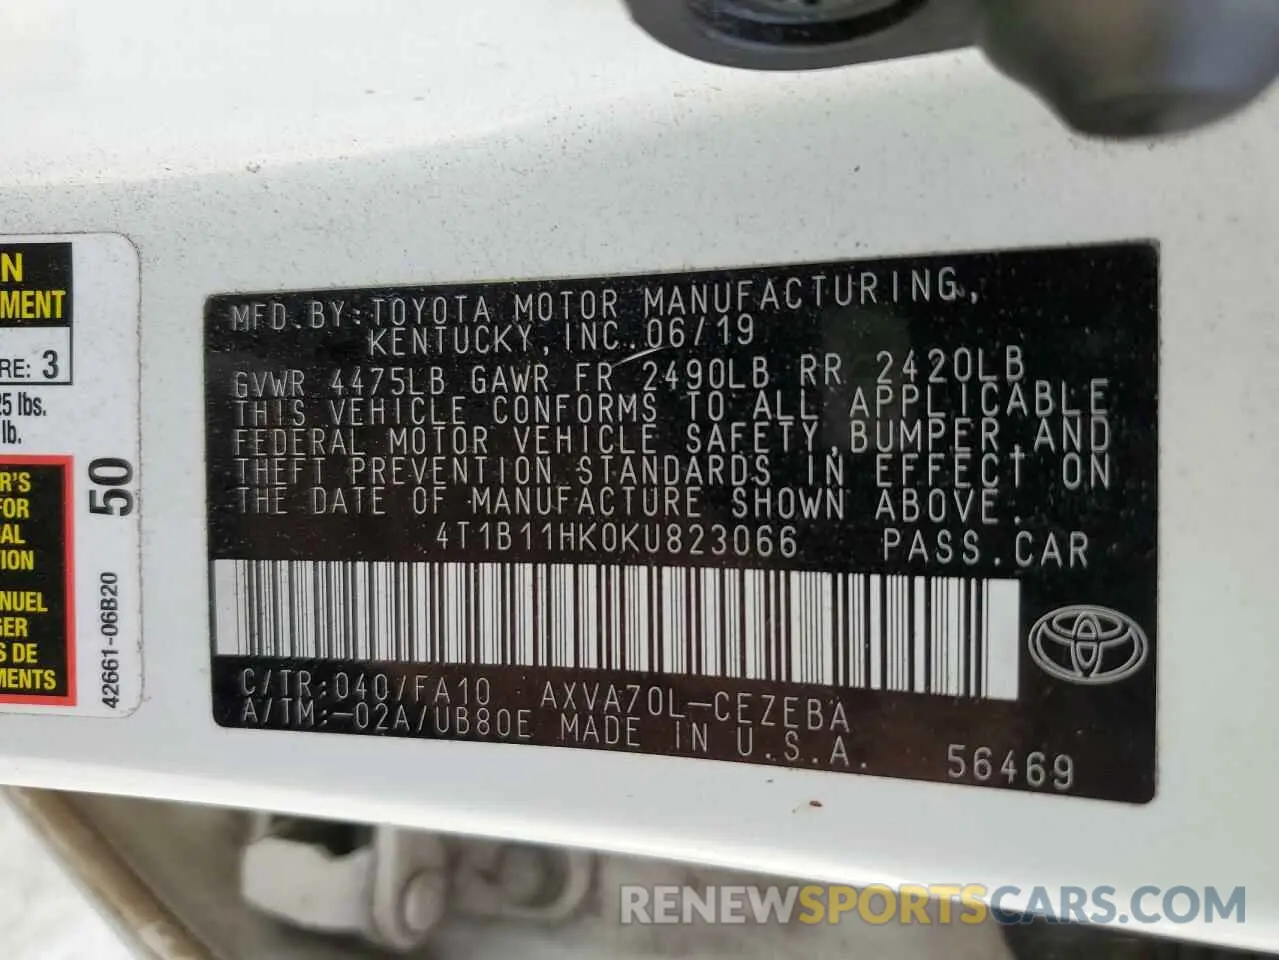 N
MENT
RE: 3
25 lbs.
lb.
R'S
FOR
AL
ION
NUEL
GER
S DE
MENTS
50
42661-06B20
MFD.BY:TOYOTA MOTOR MANUFACTURING,
KENTUCKY, INC. 06/19
GVWR 4475LB GAWR FR 2490LB RR 2420LB
THIS VEHICLE CONFORMS TO ALL APPLICABLE
FEDERAL MOTOR VEHICLE SAFETY,BUMPER,AND
THEFT PREVENTION STANDARDS IN EFFECT ON
THE DATE OF MANUFACTURE SHOWN ABOVE.
4T1B11HK0KU823066 PASS.CAR
C/TR:040/FA10 AXVA70L-CEZEBA
A/TM:-02A/UB80E MADE IN U.S.A. 56469
RENEWSPORTSCARS.COM